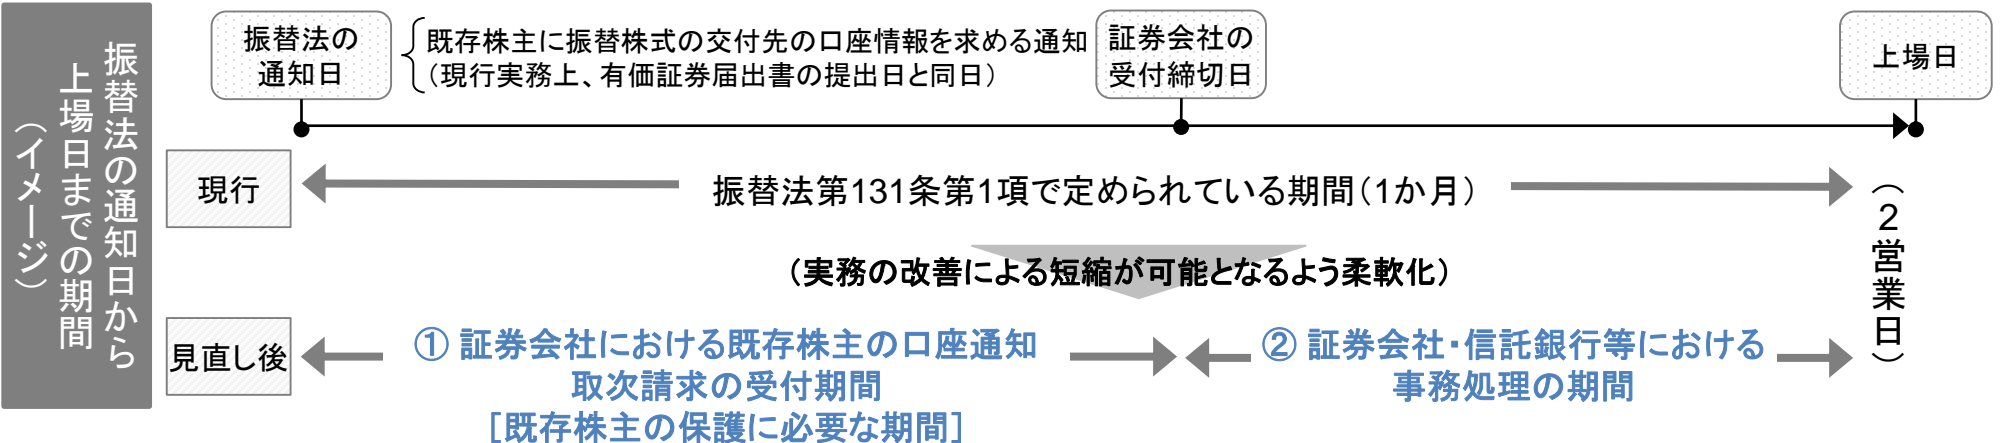 振替法の通知日から
上場日までの期間
（イメージ）
振替法の
通知日
既存株主に振替株式の交付先の口座情報を求める通知
（現行実務上、有価証券届出書の提出日と同日）
証券会社の
受付締切日
上場日
現行
振替法第131条第1項で定められている期間（1か月）
（２営業日）
（実務の改善による短縮が可能となるよう柔軟化）
見直し後
① 証券会社における既存株主の口座通知
取次請求の受付期間
［既存株主の保護に必要な期間］
② 証券会社・信託銀行等における
事務処理の期間